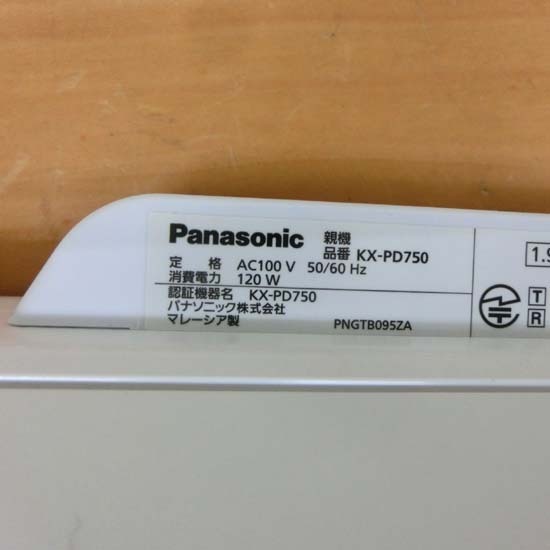 Panasonic 親機 品番 KX-PD750
定格 AC100 V 50/60 Hz
消費電力 120 W
認証機器名 KX-PD750
パナソニック株式会社
マレーシア製 PNGTB095ZA
1.9
T
R